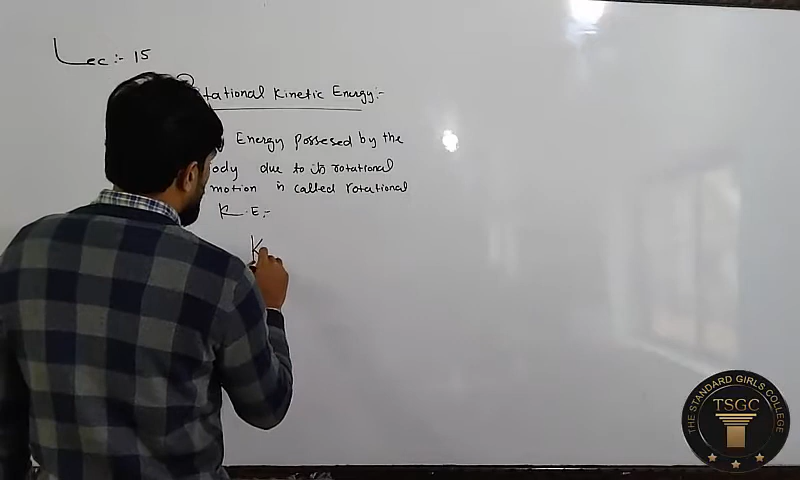 Lec:- 15
tational Kinetic Energy:-
Energy possesed by the
body due to its rotational
motion is called rotational
K.E:-
K
THE STANDARD GIRLS COLLEGE
TSGC